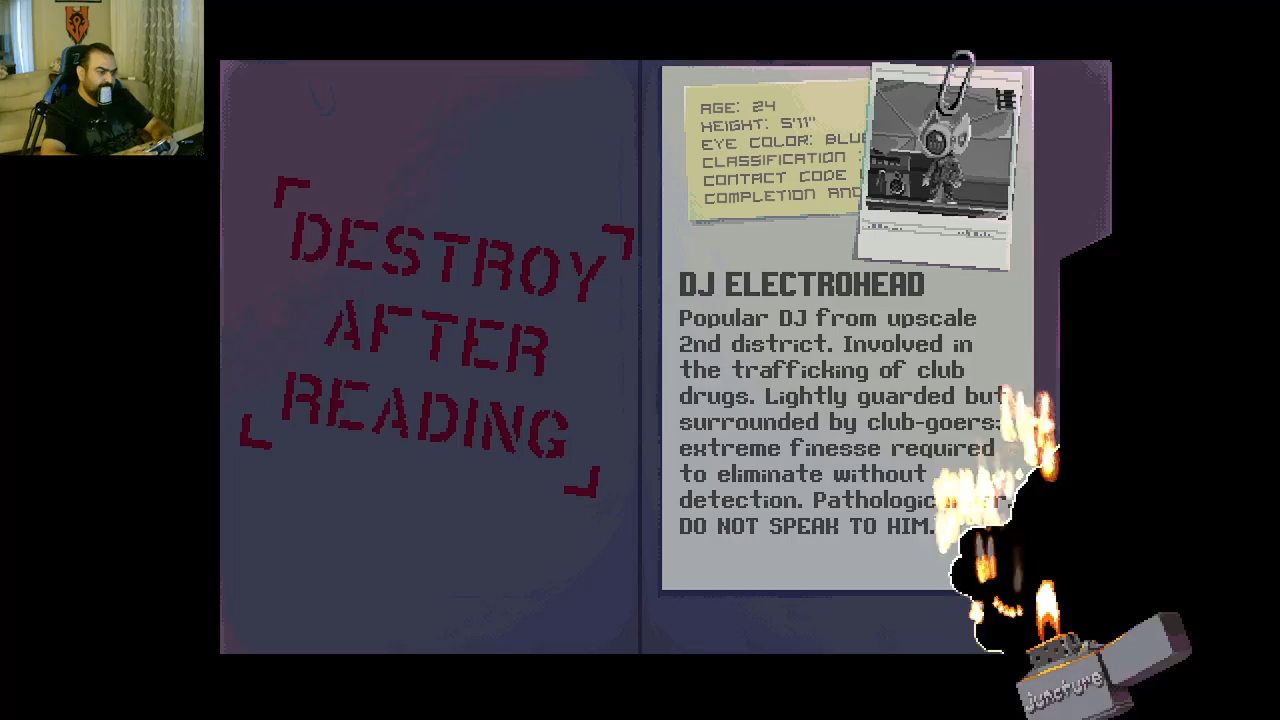 DESTROY
AFTER
READING
AGE: 24
HEIGHT: 5'11"
EYE COLOR: BLUE
CLASSIFICATION :
CONTACT CODE
COMPLETION AND
DJ ELECTROHEAD
Popular DJ from upscale
2nd district. Involved in
the trafficking of club
drugs. Lightly guarded but
surrounded by club-goers:
extreme finesse required
to eliminate without
detection.
DO NOT SPEAK TO HIM.
juncture